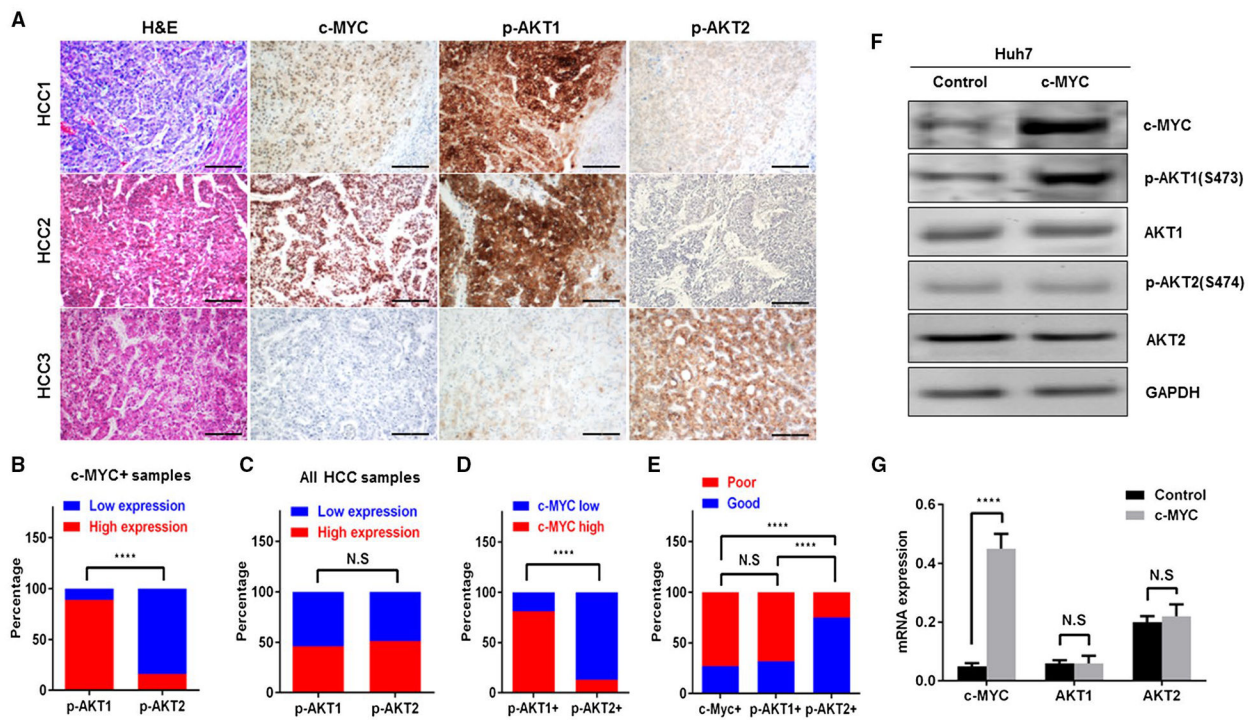 A
H&E c-MYC p-AKT1 p-AKT2
HCC1
HCC2
HCC3
B
c-MYC+ samples
Low expression
High expression
Percentage
150
100
50
0
****
p-AKT1 p-AKT2
C
All HCC samples
Low expression
High expression
Percentage
150
100
50
0
N.S
p-AKT1 p-AKT2
D
c-MYC low
c-MYC high
Percentage
150
100
50
0
****
p-AKT1+ p-AKT2+
E
Poor
Good
Percentage
150
100
50
0
****
N.S ****
c-Myc+ p-AKT1+ p-AKT2+
F
Huh7
Control c-MYC
c-MYC
p-AKT1(S473)
AKT1
p-AKT2(S474)
AKT2
GAPDH
G
Control
c-MYC
mRNA expression
0.6
0.4
0.2
0.0
****
N.S
N.S
c-MYC AKT1 AKT2